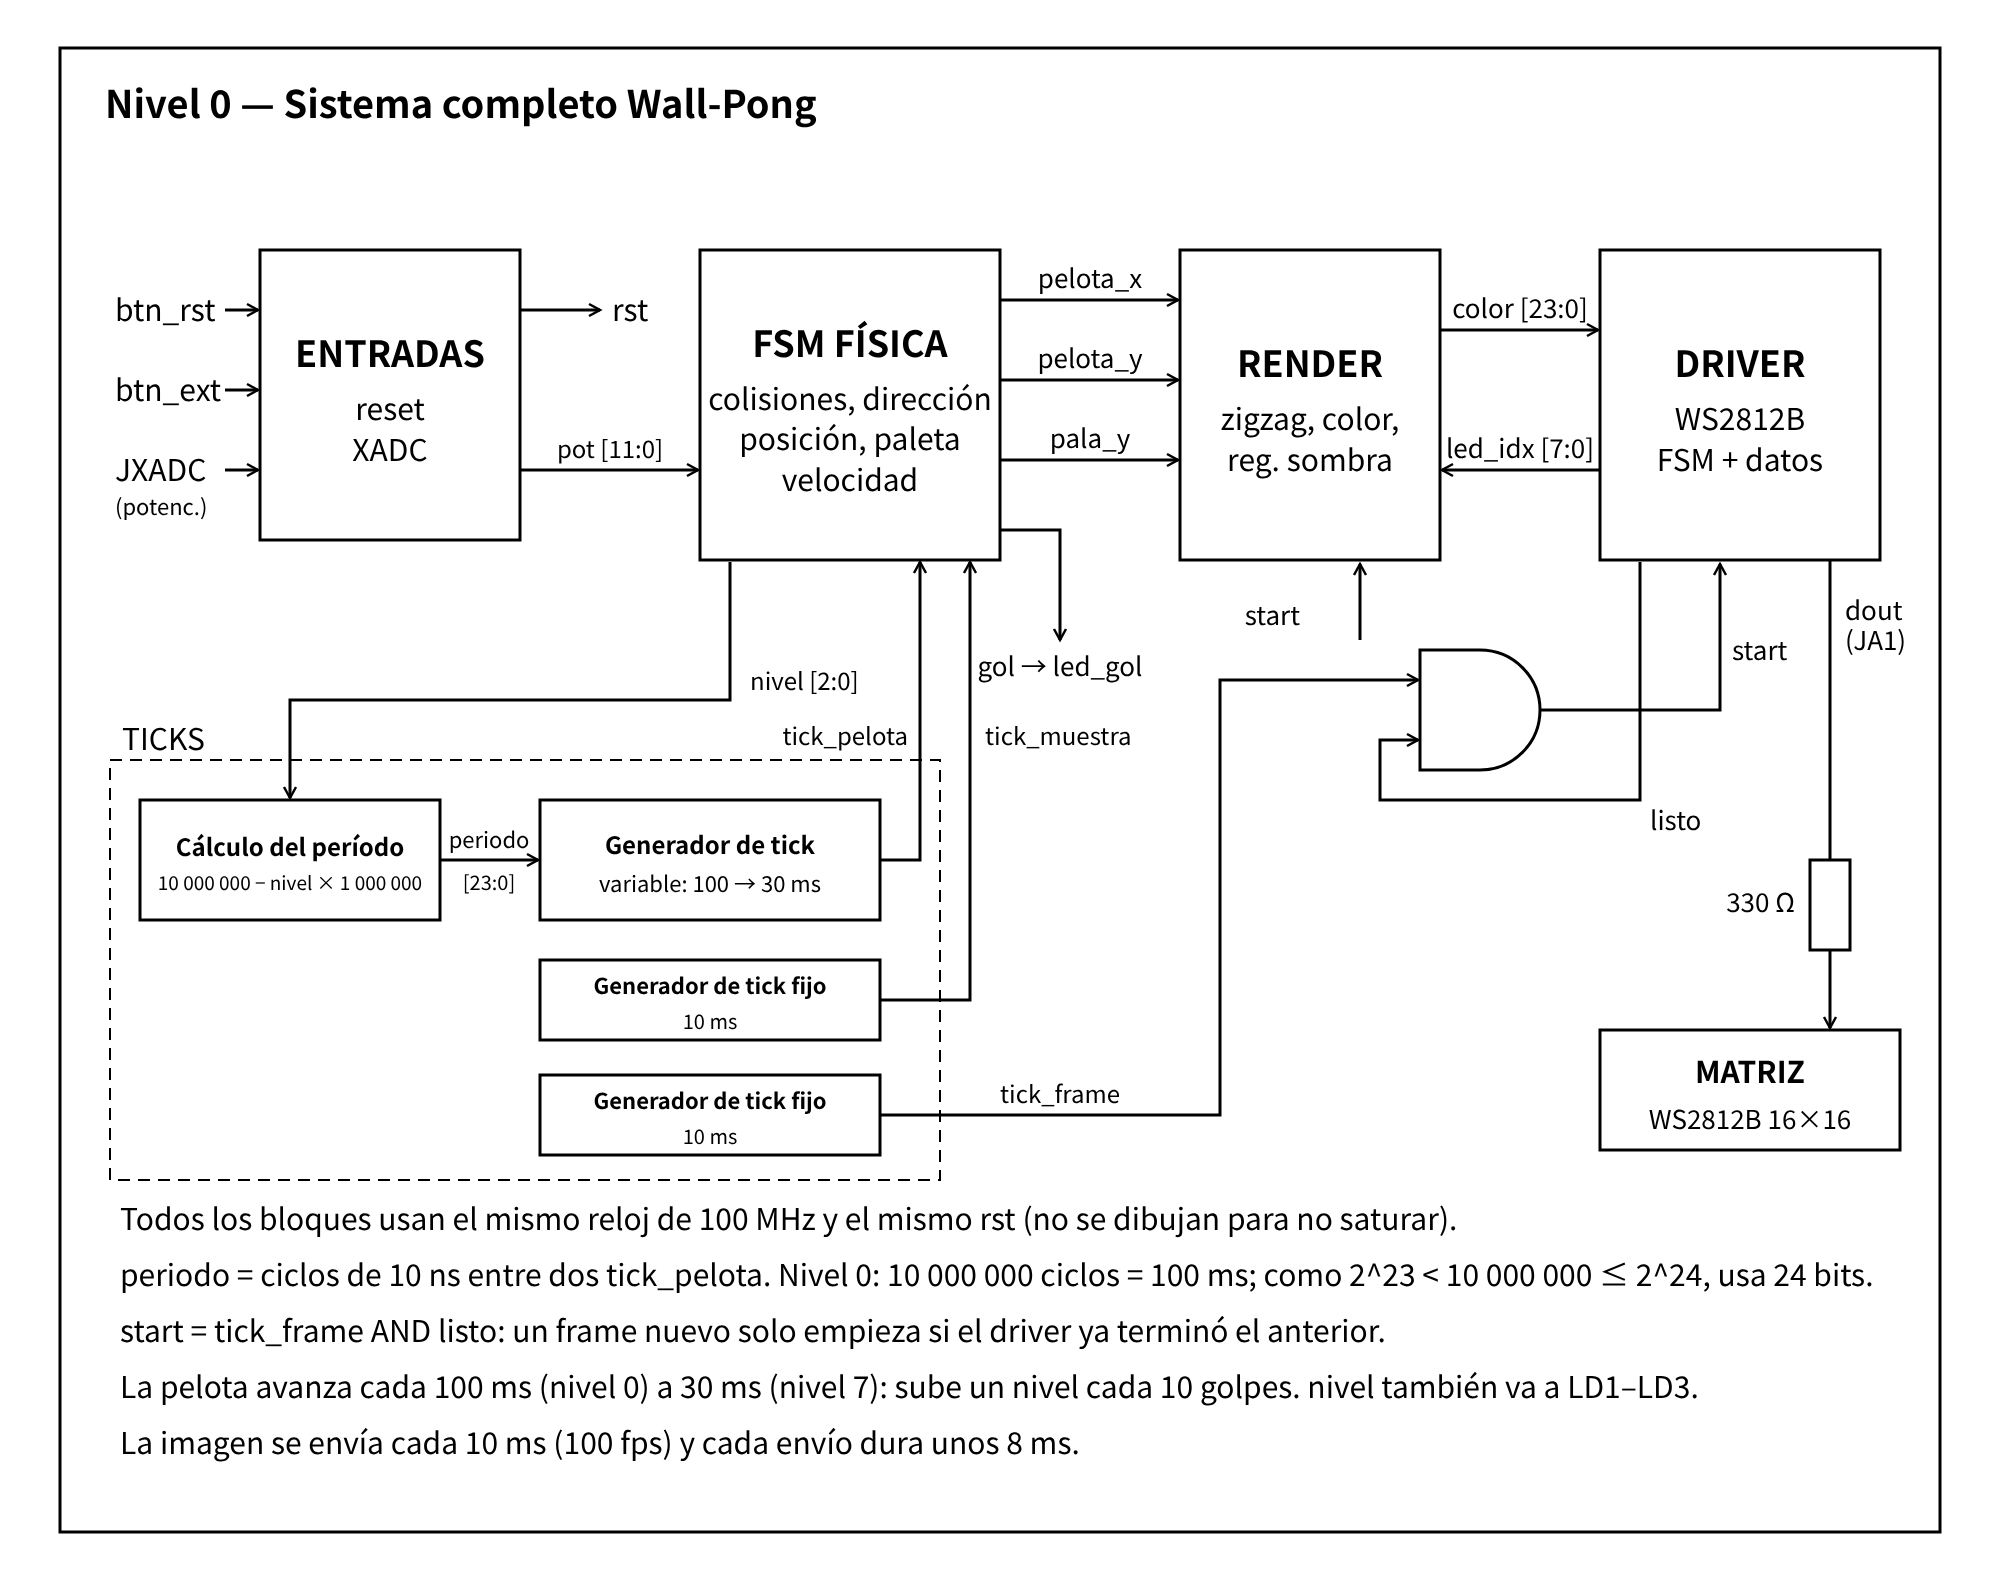 Nivel 0 — Sistema completo Wall-Pong
btn_rst
btn_ext
JXADC
(potenc.)
ENTRADAS
reset
XADC
rst
pot [11:0]
FSM FÍSICA
colisiones, dirección
posición, paleta
velocidad
pelota_x
pelota_y
pala_y
RENDER
zigzag, color,
reg. sombra
color [23:0]
led_idx [7:0]
DRIVER
WS2812B
FSM + datos
gol → led_gol
start
start
dout
(JA1)
nivel [2:0]
tick_pelota
tick_muestra
listo
TICKS
Cálculo del período
10 000 000 − nivel × 1 000 000
periodo
[23:0]
Generador de tick
variable: 100 → 30 ms
Generador de tick fijo
10 ms
Generador de tick fijo
10 ms
tick_frame
330 Ω
MATRIZ
WS2812B 16×16
Todos los bloques usan el mismo reloj de 100 MHz y el mismo rst (no se dibujan para no saturar).
periodo = ciclos de 10 ns entre dos tick_pelota. Nivel 0: 10 000 000 ciclos = 100 ms; como 2^23 < 10 000 000 ≤ 2^24, usa 24 bits.
start = tick_frame AND listo: un frame nuevo solo empieza si el driver ya terminó el anterior.
La pelota avanza cada 100 ms (nivel 0) a 30 ms (nivel 7): sube un nivel cada 10 golpes. nivel también va a LD1–LD3.
La imagen se envía cada 10 ms (100 fps) y cada envío dura unos 8 ms.